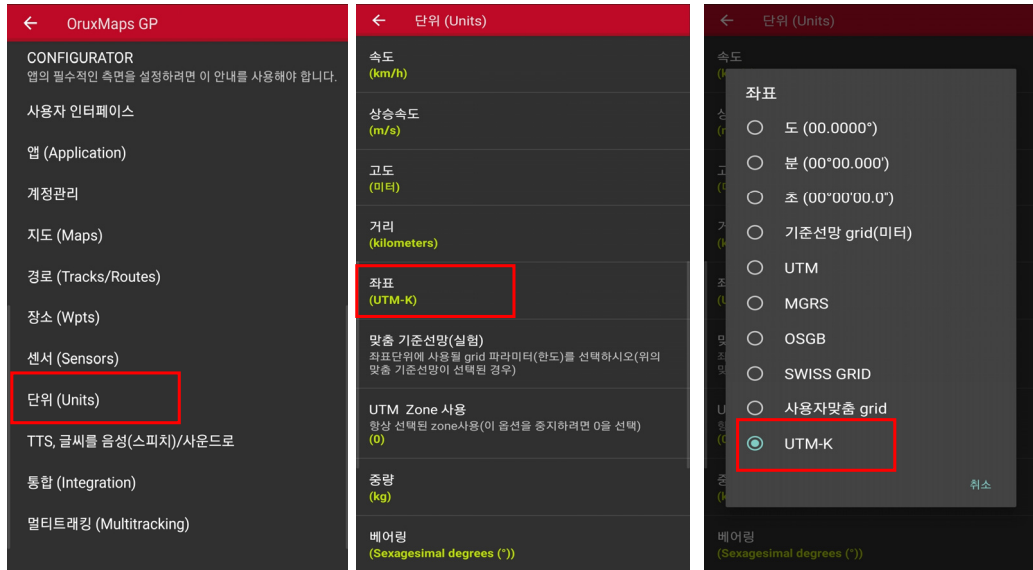 ← OruxMaps GP
CONFIGURATOR
앱의 필수적인 측면을 설정하려면 이 안내를 사용해야 합니다.
사용자 인터페이스
앱 (Application)
계정관리
지도 (Maps)
경로 (Tracks/Routes)
장소 (Wpts)
센서 (Sensors)
단위 (Units)
TTS, 글씨를 음성(스피치)/사운드로
통합 (Integration)
멀티트래킹 (Multitracking)
← 단위 (Units)
속도
(km/h)
상승속도
(m/s)
고도
(미터)
거리
(kilometers)
좌표
(UTM-K)
맞춤 기준선망(실험)
좌표단위에 사용될 grid 파라미터(한도)를 선택하시오(위의
맞춤 기준선망이 선택된 경우)
UTM Zone 사용
항상 선택된 zone사용(이 옵션을 중지하려면 0을 선택)
(0)
중량
(kg)
베어링
(Sexagesimal degrees (°))
← 단위 (Units)
속도
좌표
도 (00.0000°)
분 (00°00.000')
초 (00°00'00.0")
기준선망 grid(미터)
UTM
MGRS
OSGB
SWISS GRID
사용자맞춤 grid
UTM-K
취소
베어링
(Sexagesimal degrees (°))